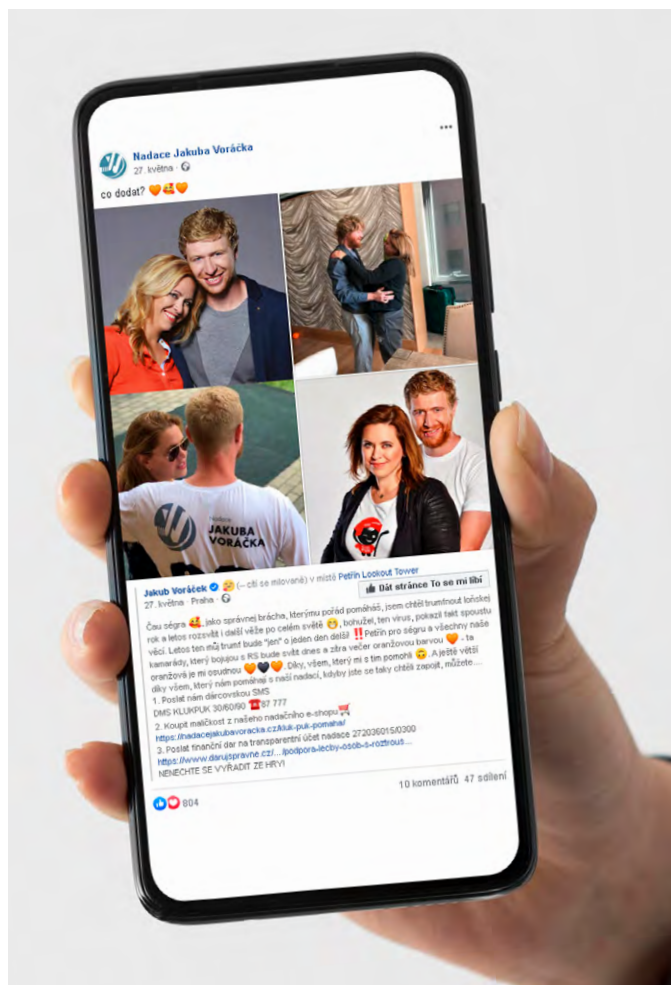 Nadace Jakuba Voráčka
27. května ·
co dodat? 🧡🥰🧡
Nadace
JAKUBA
VORÁČKA
Jakub Voráček 🥰 (– cítí se milovaně) v místě Petřín Lookout Tower
27. května · Praha ·
Dát stránce To se mi líbí
Čau ségra 🥰, jako správnej brácha, kterýmu pořád pomáháš, jsem chtěl trumfnout loňskej
rok a letos rozsvítit i další věže po celém světě 😁, bohužel, ten virus, pokazil fakt spoustu
věcí. Letos ten můj trumf bude "jen" o jeden den delší! ‼️Petřín pro ségru a všechny naše
kamarády, který bojujou s RS bude svítit dnes a zítra večer oranžovou barvou 🧡 - ta
oranžová je mi osudnou 🧡🖤🧡. Díky, všem, který mi s tím pomohli 🙃. A ještě větší
díky všem, který nám pomáhají s naší nadací, kdyby jste se taky chtěli zapojit, můžete....
1. Poslat nám dárcovskou SMS
DMS KLUKPUK 30/60/90 ☎️87 777
2. Koupit maličkost z našeho nadačního e-shopu 🛒
https://nadacejakubavoracka.cz/kluk-puk-pomaha/
3. Poslat finanční dar na transparentní účet nadace 272036015/0300
https://www.darujspravne.cz/.../podpora-lecby-osob-s-roztrous...
NENECHTE SE VYŘADIT ZE HRY!
804
10 komentářů 47 sdílení